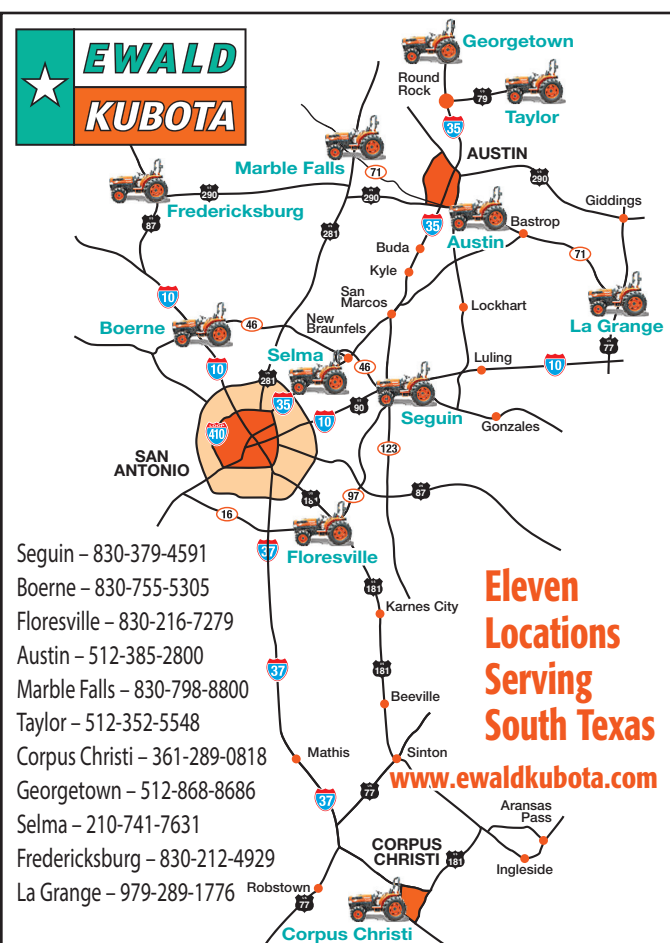 EWALD
KUBOTA
Georgetown
Round
Rock
79
Taylor
35
AUSTIN
Marble Falls
71
290
290
Fredericksburg
290
87
281
35
Austin
Giddings
Bastrop
Buda
71
Kyle
San
Marcos
10
Lockhart
La Grange
77
Boerne
46
New
Braunfels
Selma
46
Luling
10
10
281
35
90
10
Seguin
Gonzales
410
SAN
ANTONIO
123
97
87
181
16
Floresville
37
181
Karnes City
Seguin – 830-379-4591
Boerne – 830-755-5305
Floresville – 830-216-7279
Austin – 512-385-2800
Marble Falls – 830-798-8800
Taylor – 512-352-5548
Corpus Christi – 361-289-0818
Georgetown – 512-868-8686
Selma – 210-741-7631
Fredericksburg – 830-212-4929
La Grange – 979-289-1776
Eleven
Locations
Serving
South Texas
www.ewaldkubota.com
37
181
Beeville
Mathis
Sinton
37
77
Aransas
Pass
CORPUS
CHRISTI
181
Ingleside
Robstown
77
Corpus Christi